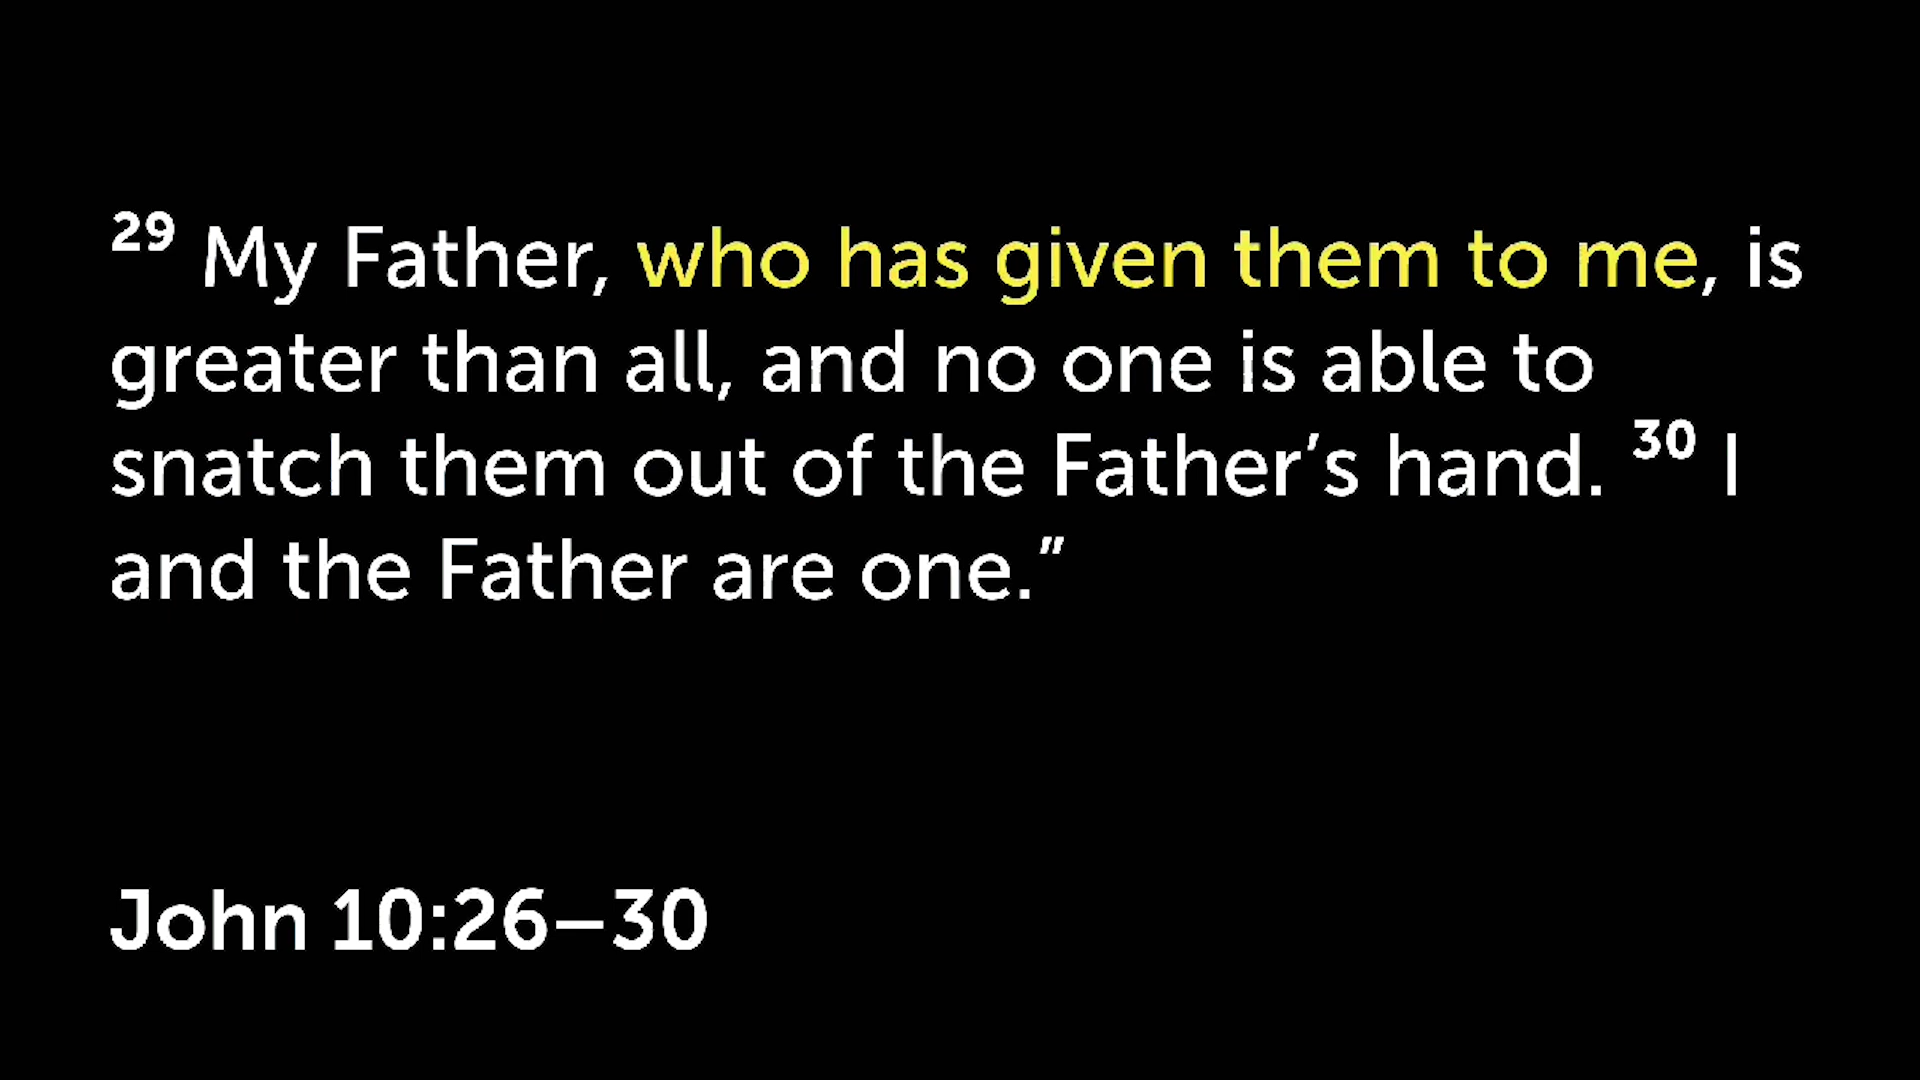 29 My Father, who has given them to me, is
greater than all, and no one is able to
snatch them out of the Father’s hand. 30 I
and the Father are one.”
John 10:26–30